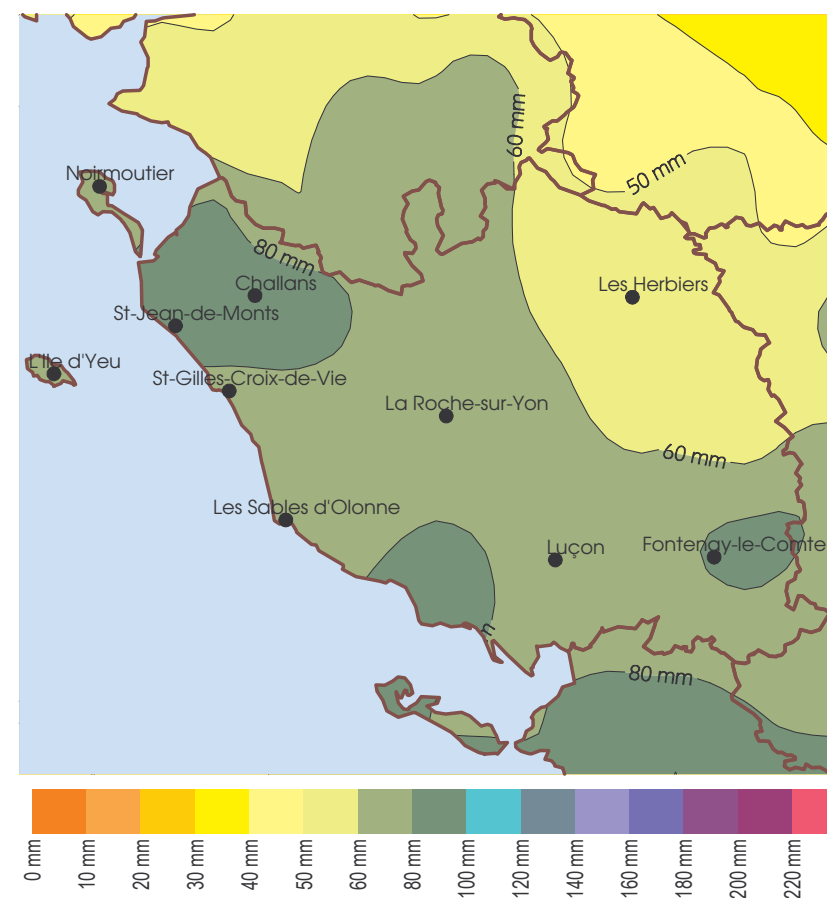 60 mm
50 mm
Noirmoutier
80 mm
Challans
Les Herbiers
St-Jean-de-Monts
L'Ile d'Yeu
St-Gilles-Croix-de-Vie
La Roche-sur-Yon
60 mm
Les Sables d'Olonne
Luçon
Fontenay-le-Comte
80 mm
0 mm
10 mm
20 mm
30 mm
40 mm
50 mm
60 mm
80 mm
100 mm
120 mm
140 mm
160 mm
180 mm
200 mm
220 mm